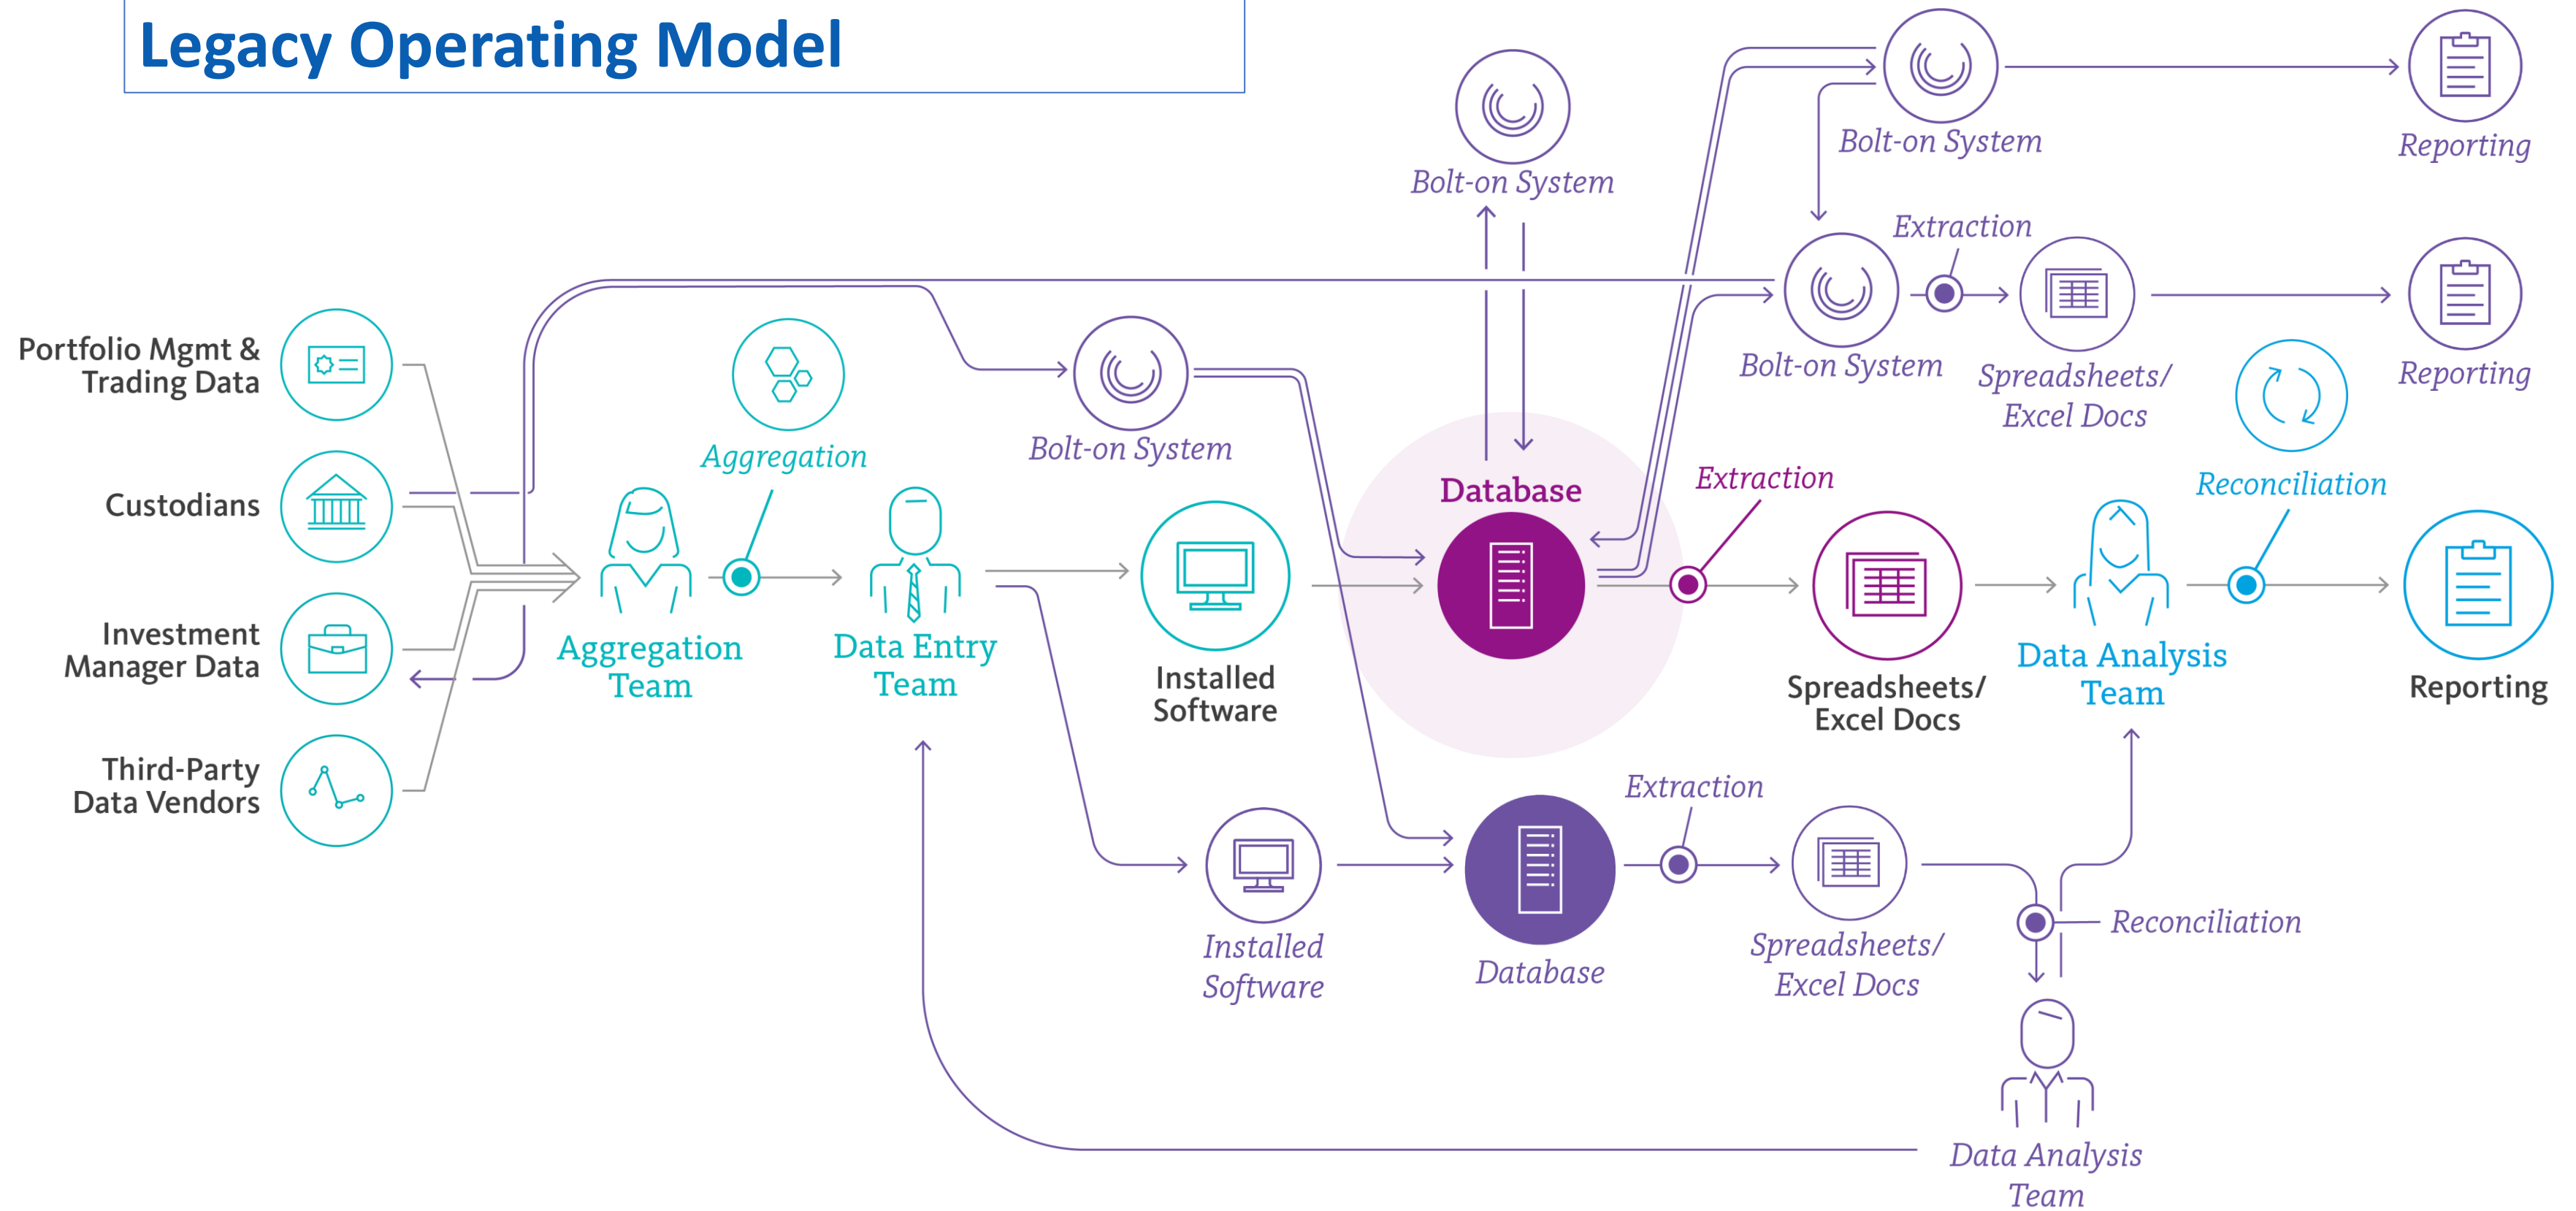 Legacy Operating Model
Bolt-on System
Bolt-on System
Reporting
Extraction
Bolt-on System
Spreadsheets/
Excel Docs
Reporting
Portfolio Mgmt &
Trading Data
Custodians
Investment
Manager Data
Third-Party
Data Vendors
Aggregation
Aggregation
Team
Data Entry
Team
Bolt-on System
Installed
Software
Database
Extraction
Spreadsheets/
Excel Docs
Data Analysis
Team
Reconciliation
Reporting
Installed
Software
Database
Extraction
Spreadsheets/
Excel Docs
Reconciliation
Data Analysis
Team